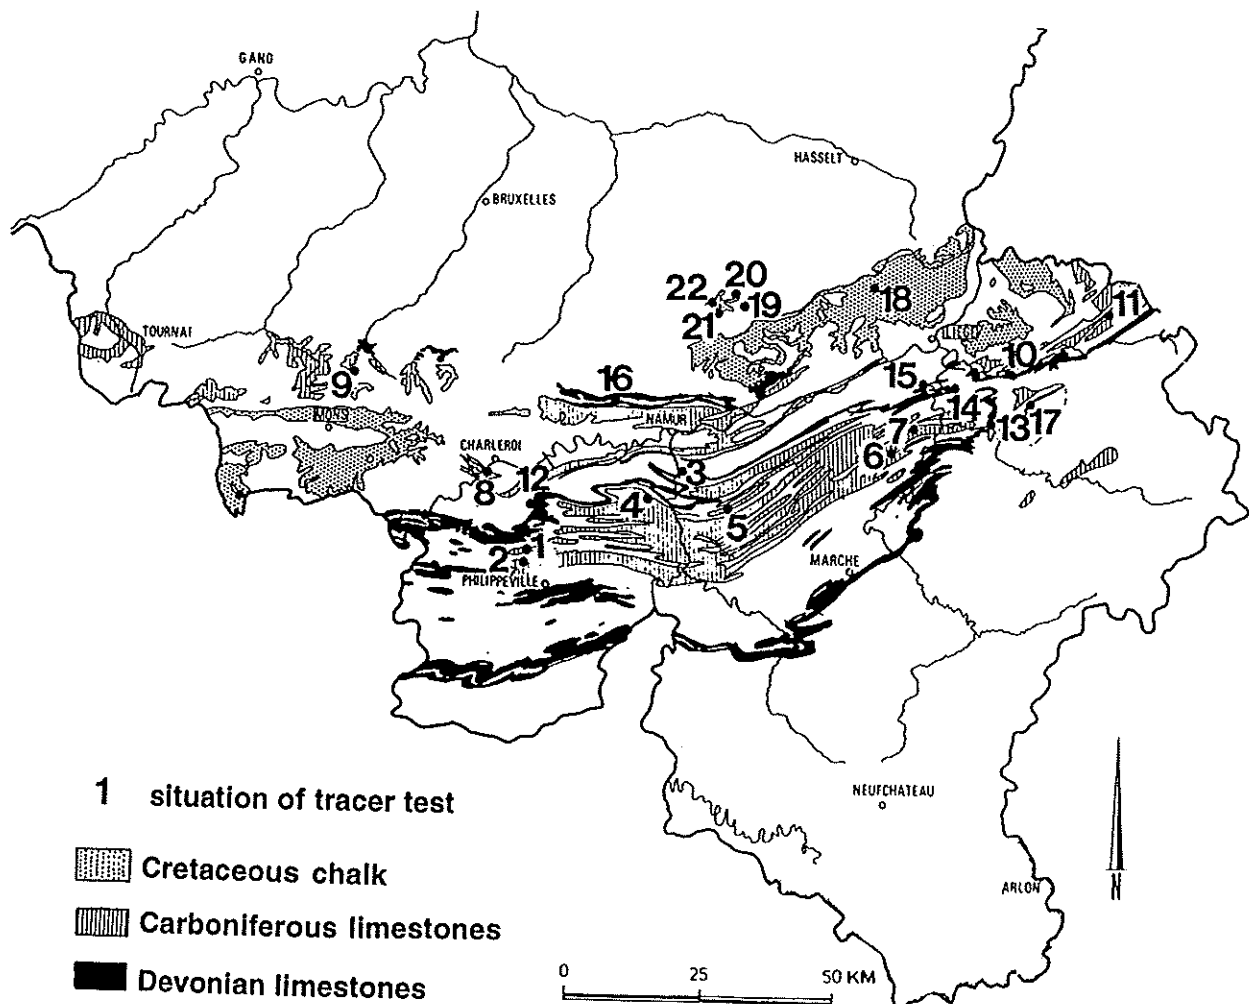 GAND
HASSELT
BRUXELLES
20
22
19
18
21
11
TOURNAI
10
9
16
15
MONS
NAMUR
14
7
17
13
CHARLEROI
6
3
8
12
4
5
1
2
MARCHE
PHILIPPEVILLE
NEUFCHATEAU
ARLON
N
1 situation of tracer test
Cretaceous chalk
Carboniferous limestones
Devonian limestones
0 25 50 KM